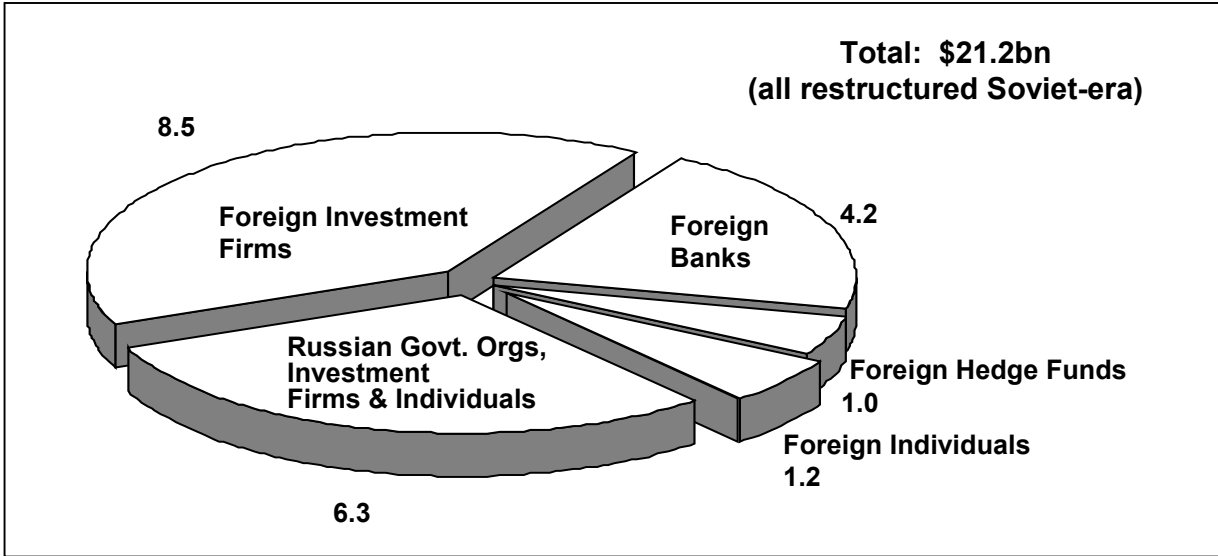 Total: $21.2bn
(all restructured Soviet-era)
8.5
Foreign Investment
Firms
Foreign
Banks
4.2
Russian Govt. Orgs,
Investment
Firms & Individuals
Foreign Hedge Funds
1.0
Foreign Individuals
1.2
6.3